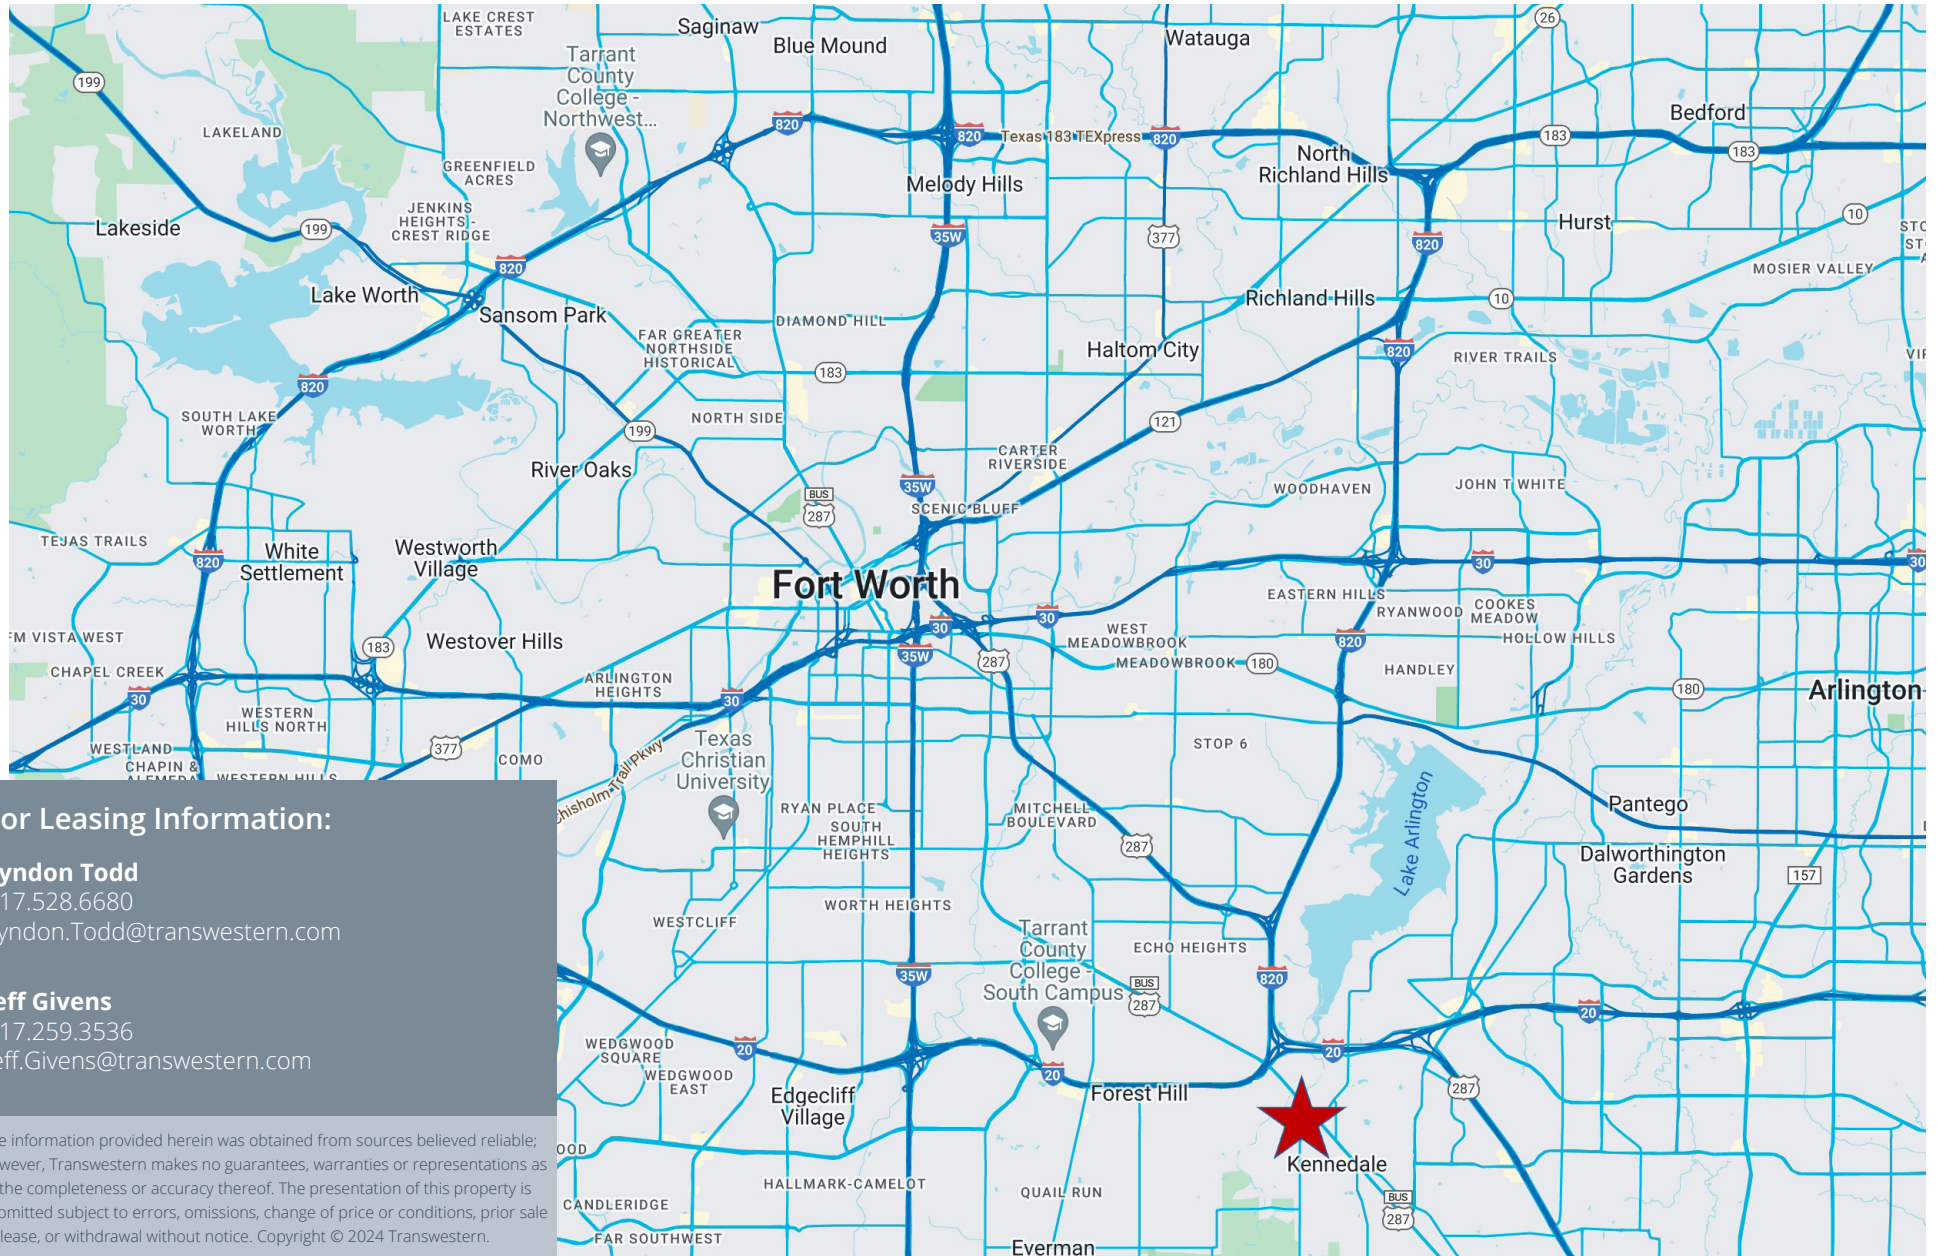 LAKE CREST
ESTATES
Saginaw
Blue Mound
Watauga
26
Tarrant
County
College -
Northwest...
199
820
820
Texas 183 TEXpress
820
183
Bedford
183
LAKELAND
GREENFIELD
ACRES
North
Richland Hills
Melody Hills
JENKINS
HEIGHTS -
CREST RIDGE
Lakeside
199
35W
377
820
Hurst
10
MOSIER VALLEY
820
Lake Worth
Sansom Park
Richland Hills
10
DIAMOND HILL
FAR GREATER
NORTHSIDE
HISTORICAL
Haltom City
820
RIVER TRAILS
183
820
SOUTH LAKE
WORTH
NORTH SIDE
199
121
River Oaks
CARTER
RIVERSIDE
35W
WOODHAVEN
JOHN T WHITE
BUS
287
SCENIC BLUFF
TEJAS TRAILS
820
White
Settlement
Westworth
Village
Fort Worth
30
30
EASTERN HILLS
RYANWOOD
COOKES
MEADOW
HOLLOW HILLS
FM VISTA WEST
183
Westover Hills
30
30
35W
287
WEST
MEADOWBROOK
MEADOWBROOK
180
820
HANDLEY
CHAPEL CREEK
30
ARLINGTON
HEIGHTS
30
180
Arlington
WESTERN
HILLS NORTH
WESTLAND
CHAPIN &
ALEMEDA
WESTERN HILLS
377
COMO
Chisholm Trail Pkwy
Texas
Christian
University
STOP 6
Lake Arlington
Pantego
RYAN PLACE
SOUTH
HEMPHILL
HEIGHTS
MITCHELL
BOULEVARD
287
Dalworthington
Gardens
157
or Leasing Information:
yndon Todd
17.528.6680
yndon.Todd@transwestern.com
eff Givens
17.259.3536
eff.Givens@transwestern.com
WORTH HEIGHTS
WESTCLIFF
Tarrant
County
College -
South Campus
ECHO HEIGHTS
BUS
287
820
35W
20
WEDGWOOD
SQUARE
WEDGWOOD
EAST
20
20
20
Edgecliff
Village
Forest Hill
287
Kennedale
e information provided herein was obtained from sources believed reliable;
wever, Transwestern makes no guarantees, warranties or representations as
the completeness or accuracy thereof. The presentation of this property is
bmitted subject to errors, omissions, change of price or conditions, prior sale
lease, or withdrawal without notice. Copyright © 2024 Transwestern.
OOD
HALLMARK-CAMELOT
QUAIL RUN
CANDLERIDGE
BUS
287
FAR SOUTHWEST
Everman